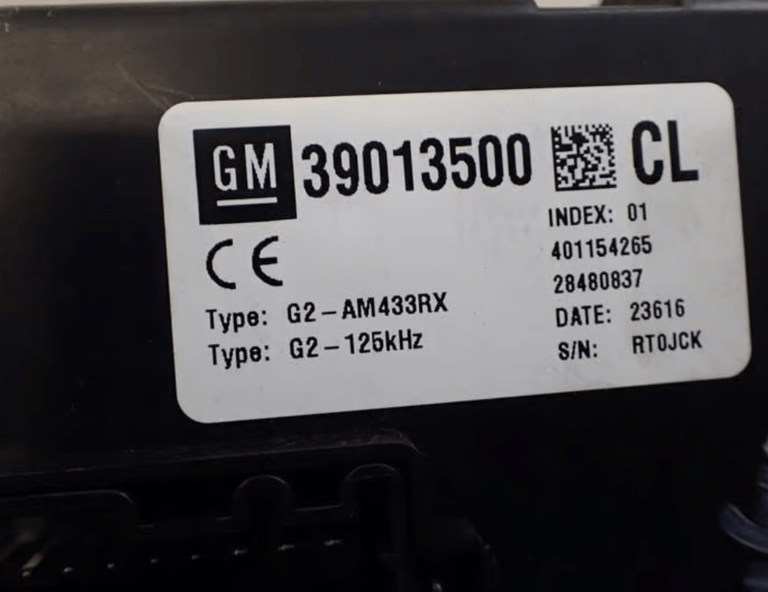 GM 39013500 CL
INDEX: 01
401154265
28480837
DATE: 23616
S/N: RT0JCK
CE
Type: G2-AM433RX
Type: G2-125kHz